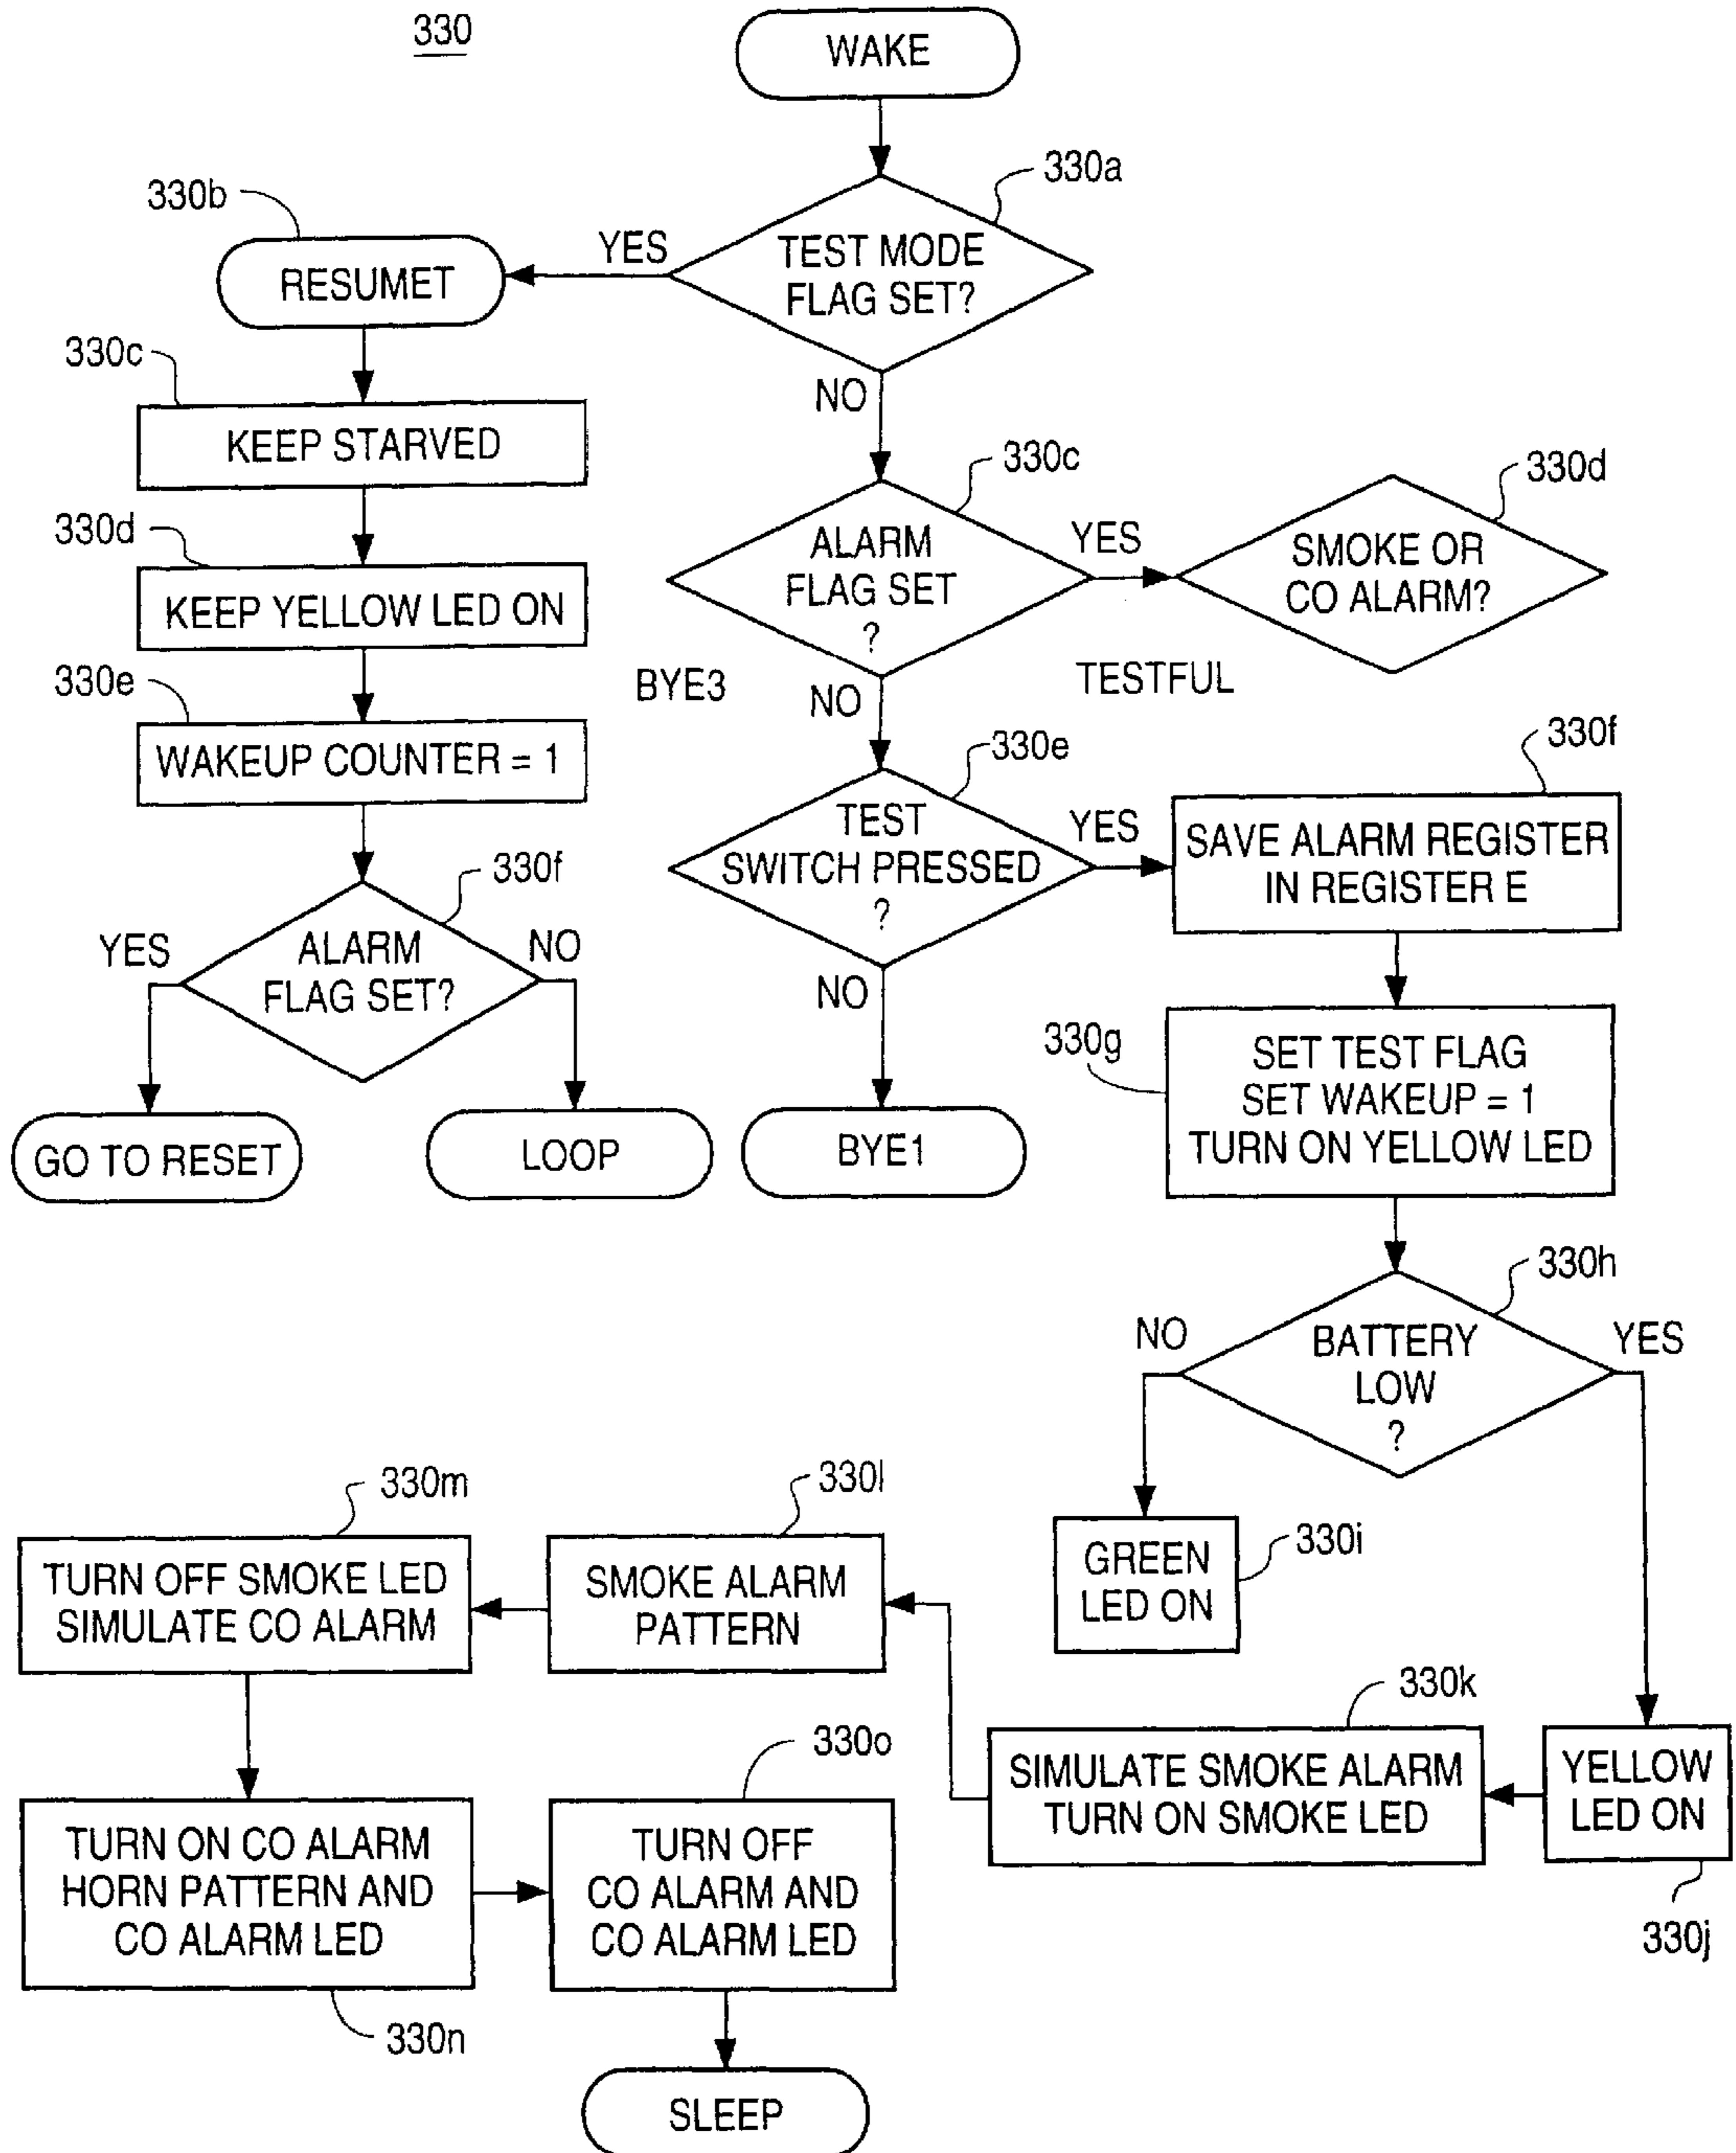 330
WAKE
330a
TEST MODE
FLAG SET?
YES
330b
RESUMET
330c
KEEP STARVED
330d
KEEP YELLOW LED ON
330e
WAKEUP COUNTER = 1
330f
ALARM
FLAG SET?
YES
NO
GO TO RESET
LOOP
NO
330c
ALARM
FLAG SET
?
YES
330d
SMOKE OR
CO ALARM?
BYE3
NO
TESTFUL
330e
TEST
SWITCH PRESSED
?
YES
NO
BYE1
330f
SAVE ALARM REGISTER
IN REGISTER E
330g
SET TEST FLAG
SET WAKEUP = 1
TURN ON YELLOW LED
330h
BATTERY
LOW
?
NO
YES
GREEN
LED ON
330i
YELLOW
LED ON
330j
330k
SIMULATE SMOKE ALARM
TURN ON SMOKE LED
330l
SMOKE ALARM
PATTERN
330m
TURN OFF SMOKE LED
SIMULATE CO ALARM
TURN ON CO ALARM
HORN PATTERN AND
CO ALARM LED
330n
330o
TURN OFF
CO ALARM AND
CO ALARM LED
SLEEP